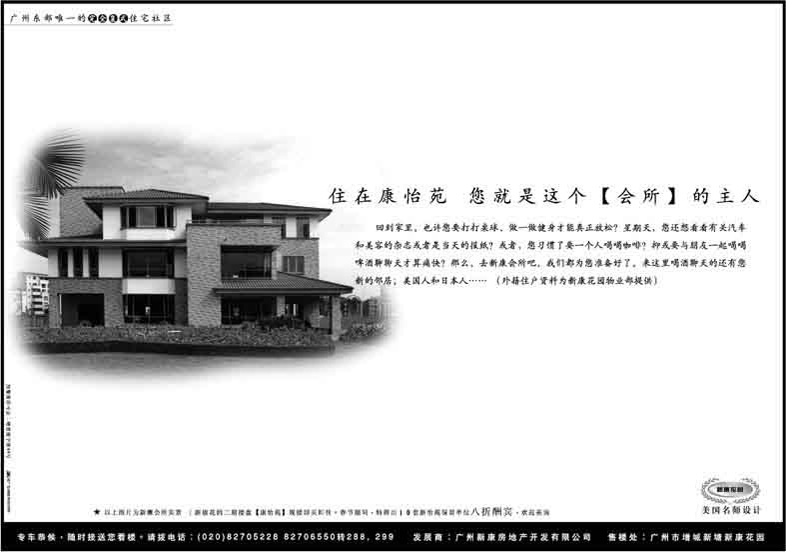 广州东部唯一的完全复式住宅社区
住在康怡苑 您就是这个【会所】的主人
回到家里，也许您要打打桌球、做一做健身才能真正放松？星期天，您还想看看有关汽车
和美容的杂志或者是当天的报纸？或者，您习惯了要一个人喝喝咖啡？抑或要与朋友一起喝喝
啤酒聊聊天才算痛快？那么，去新康会所吧，我们都为您准备好了，来这里喝酒聊天的还有您
新的邻居：美国人和日本人……（外籍住户资料为新康花园物业部提供）
美国名师设计
★ 以上图片为新康会所实景
二期楼盘【康怡苑】现楼即买即住
八折酬宾·欢迎垂询
专车恭候·随时接送您看楼·请拨电话：(020)82705228 82706550转288, 299 发展商：广州新康房地产开发有限公司 售楼处：广州市增城新塘新康花园